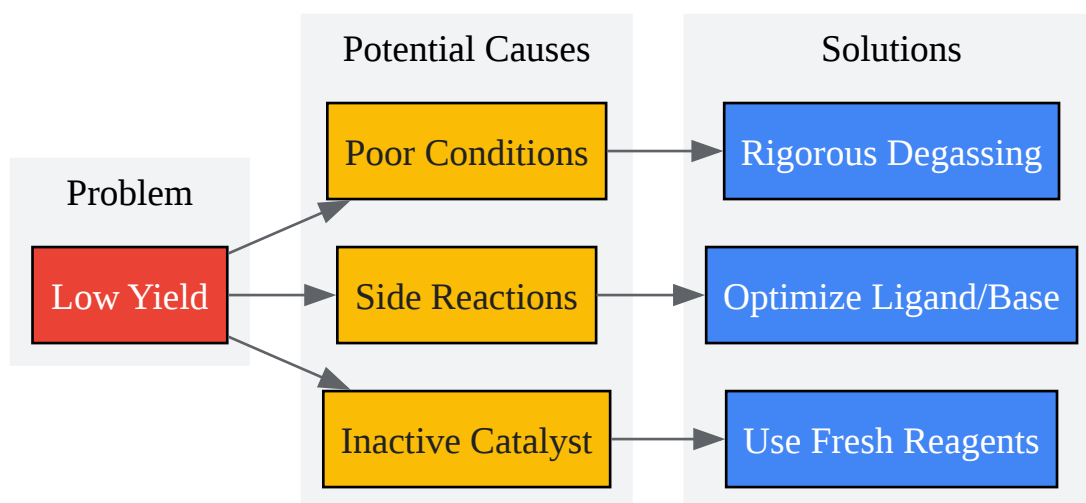 Problem
Low Yield
Potential Causes
Poor Conditions
Side Reactions
Inactive Catalyst
Solutions
Rigorous Degassing
Optimize Ligand/Base
Use Fresh Reagents